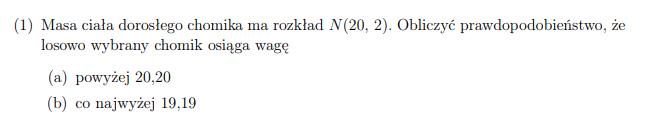 (1) Masa ciała dorosłego chomika ma rozkład N(20, 2). Obliczyć prawdopodobieństwo, że
losowo wybrany chomik osiąga wagę
(a) powyżej 20,20
(b) co najwyżej 19,19